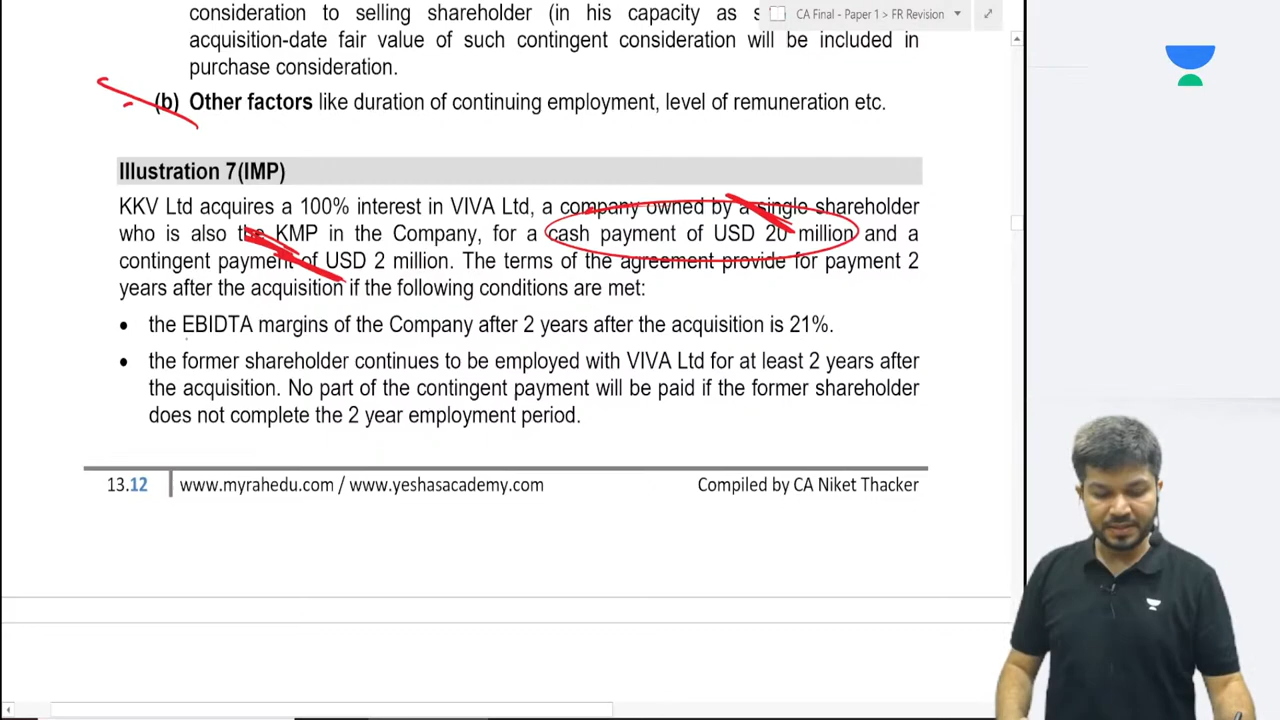 consideration to selling shareholder (in his capacity as
CA Final - Paper 1 > FR Revision
acquisition-date fair value of such contingent consideration will be included in
purchase consideration.
(b) Other factors like duration of continuing employment, level of remuneration etc.
Illustration 7(IMP)
KKV Ltd acquires a 100% interest in VIVA Ltd, a company owned by a single shareholder
who is also the KMP in the Company, for a cash payment of USD 20 million and a
contingent payment of USD 2 million. The terms of the agreement provide for payment 2
years after the acquisition if the following conditions are met:
• the EBIDTA margins of the Company after 2 years after the acquisition is 21%.
• the former shareholder continues to be employed with VIVA Ltd for at least 2 years after
the acquisition. No part of the contingent payment will be paid if the former shareholder
does not complete the 2 year employment period.
13.12 www.myrahedu.com / www.yeshasacademy.com Compiled by CA Niket Thacker